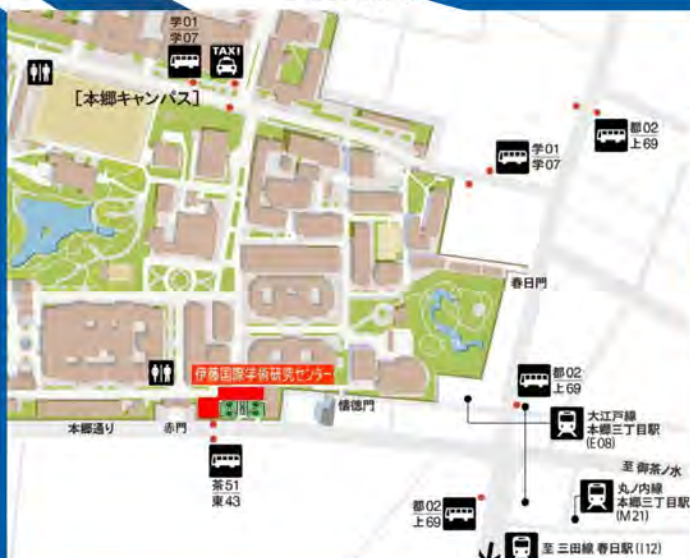 学01
学07
TAXI
[本郷キャンパス]
都02
上69
学01
学07
春日門
伊藤国際学術研究センター
都02
上69
懐徳門
本郷通り
赤門
大江戸線
本郷三丁目駅
(E08)
至 御茶ノ水
茶51
東43
都02
上69
丸ノ内線
本郷三丁目駅
(M21)
至 三田線 春日駅(I12)